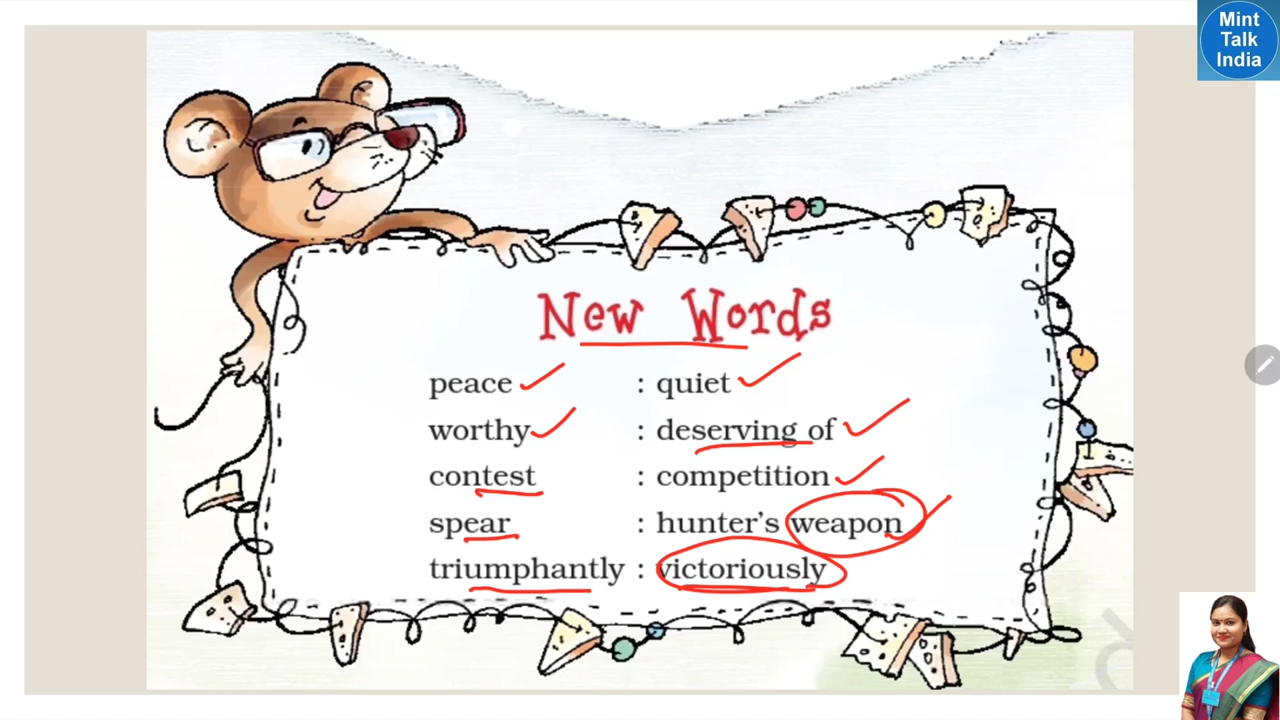 Mint
Talk
India
New Words
peace : quiet
worthy : deserving of
contest : competition
spear : hunter's weapon
triumphantly : victoriously